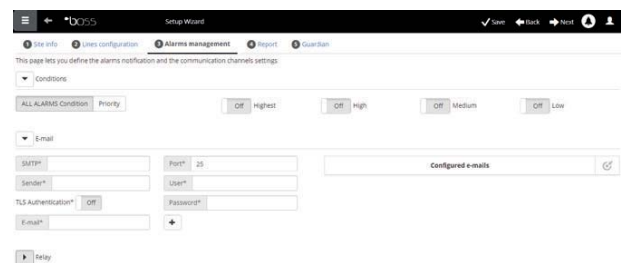 boss Setup Wizard Save Back Next
1 Site info 2 Lines configuration 3 Alarms management 4 Report 5 Guardian
This page lets you define the alarms notification and the communication channels settings
Conditions
ALL ALARMS Condition Priority Off Highest Off High Off Medium Off Low
E-mail
SMTP* Port* 25 Configured e-mails
Sender* User*
TLS Authentication* Off Password*
E-mail* +
Relay